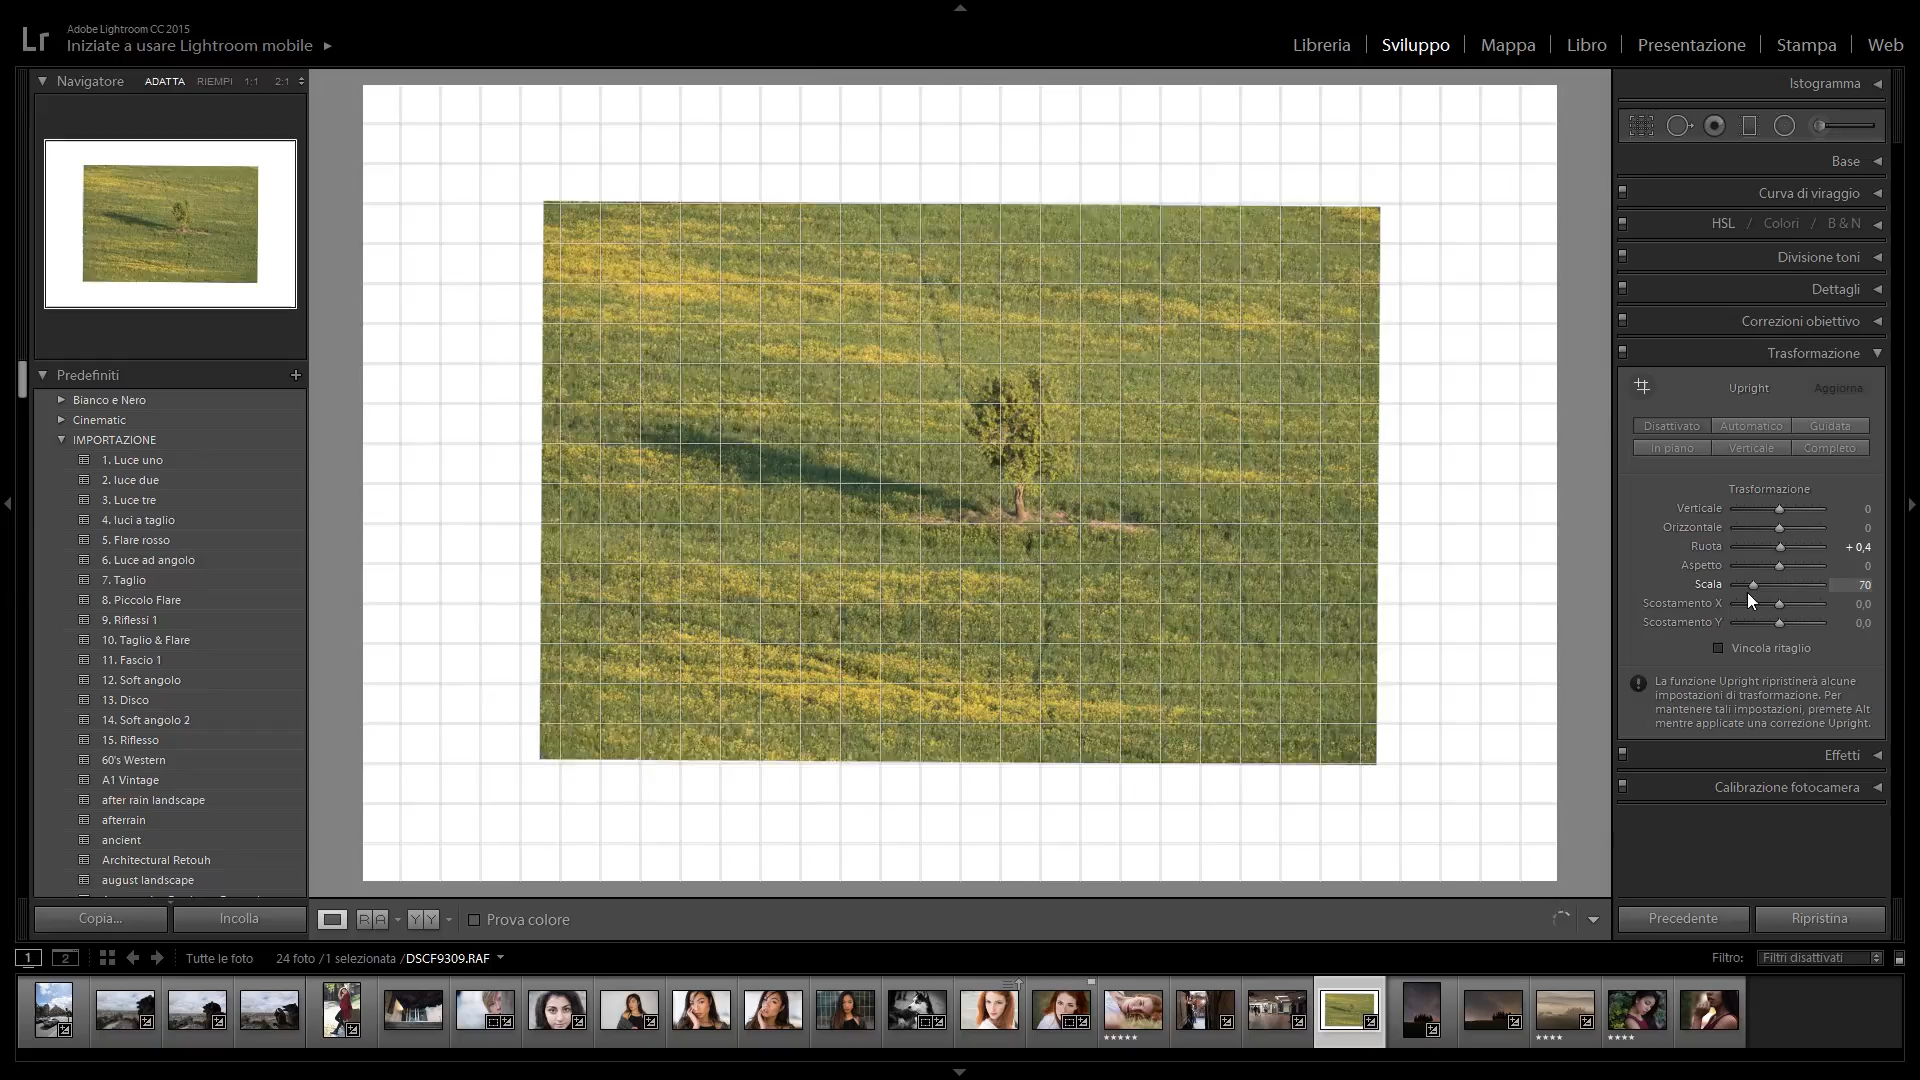 Lr
Adobe Lightroom CC 2015
Iniziate a usare Lightroom mobile
Libreria | Sviluppo | Mappa | Libro | Presentazione | Stampa | Web
Navigatore ADATTA RIEMPI 1:1 2:1
Predefiniti +
Bianco e Nero
Cinematic
IMPORTAZIONE
1. Luce uno
2. luce due
3. Luce tre
4. luci a taglio
5. Flare rosso
6. Luce ad angolo
7. Taglio
8. Piccolo Flare
9. Riflessi 1
10. Taglio & Flare
11. Fascio 1
12. Soft angolo
13. Disco
14. Soft angolo 2
15. Riflesso
60's Western
A1 Vintage
after rain landscape
afterrain
ancient
Architectural Retouh
august landscape
Copia...
Incolla
R A
Y Y
Prova colore
Istogramma
Base
Curva di viraggio
HSL / Colori / B & N
Divisione toni
Dettagli
Correzioni obiettivo
Trasformazione
Upright Aggiorna
Disattivato Automatico Guidata
In piano Verticale Completo
Trasformazione
Verticale 0
Orizzontale 0
Ruota + 0,4
Aspetto 0
Scala 70
Scostamento X 0,0
Scostamento Y 0,0
Vincola ritaglio
La funzione Upright ripristinerà alcune
impostazioni di trasformazione. Per
mantenere tali impostazioni, premete Alt
mentre applicate una correzione Upright.
Effetti
Calibrazione fotocamera
Precedente
Ripristina
1 2 Tutte le foto 24 foto /1 selezionata /DSCF9309.RAF
Filtro: Filtri disattivati